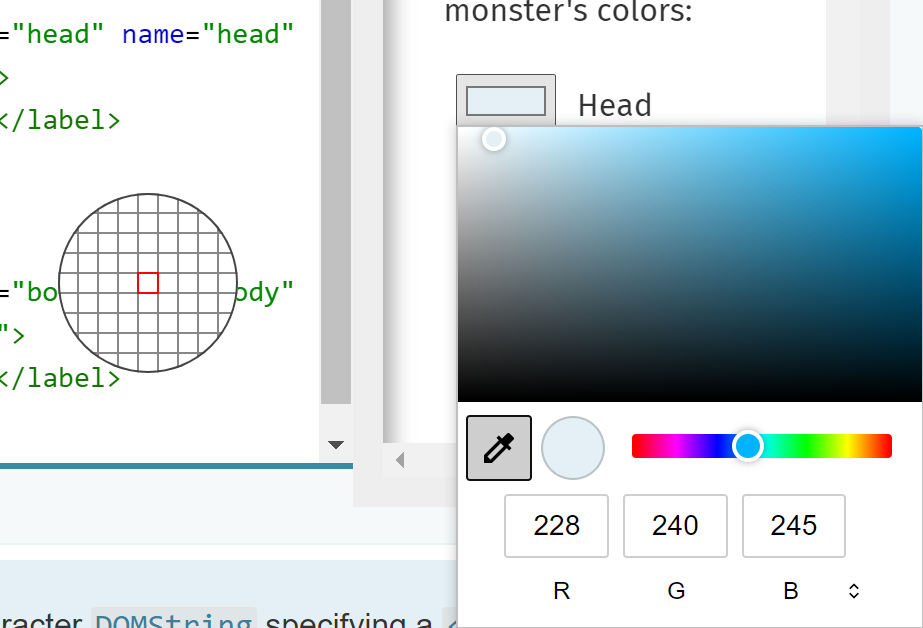 ="head" name="head"
>
</label>
="bo ody"
">
</label>
monster's colors:
Head
228 240 245
R G B
racter DOMString specifying a <